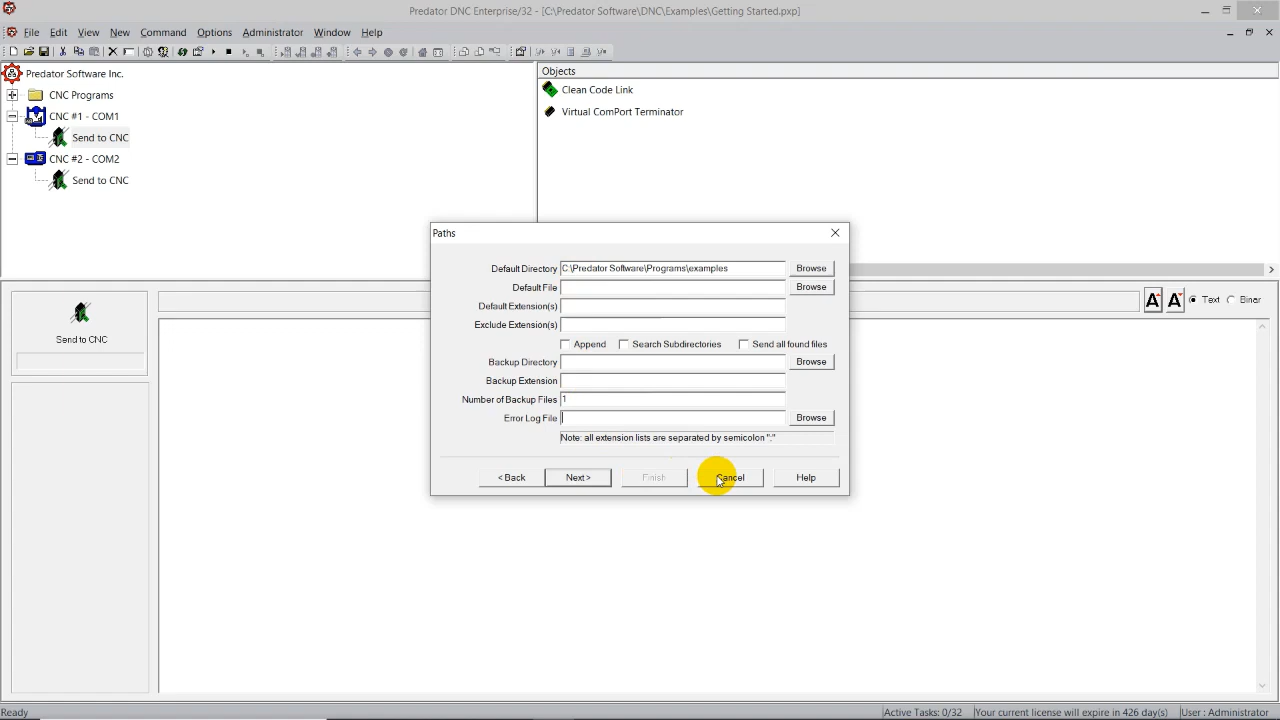 Predator DNC Enterprise/32 - [C:\Predator Software\DNC\Examples\Getting Started.pxp]
File Edit View New Command Options Administrator Window Help
Predator Software Inc.
CNC Programs
CNC #1 - COM1
Send to CNC
CNC #2 - COM2
Send to CNC
Objects
Clean Code Link
Virtual ComPort Terminator
Paths
Default Directory C:\Predator Software\Programs\examples Browse
Default File Browse
Default Extension(s)
Exclude Extension(s)
Append Search Subdirectories Send all found files
Backup Directory Browse
Backup Extension
Number of Backup Files 1
Error Log File Browse
Note: all extension lists are separated by semicolon ";"
< Back Next> Finish Cancel Help
Send to CNC
A A Text Binar
Ready Active Tasks: 0/32 Your current license will expire in 426 day(s) User : Administrator